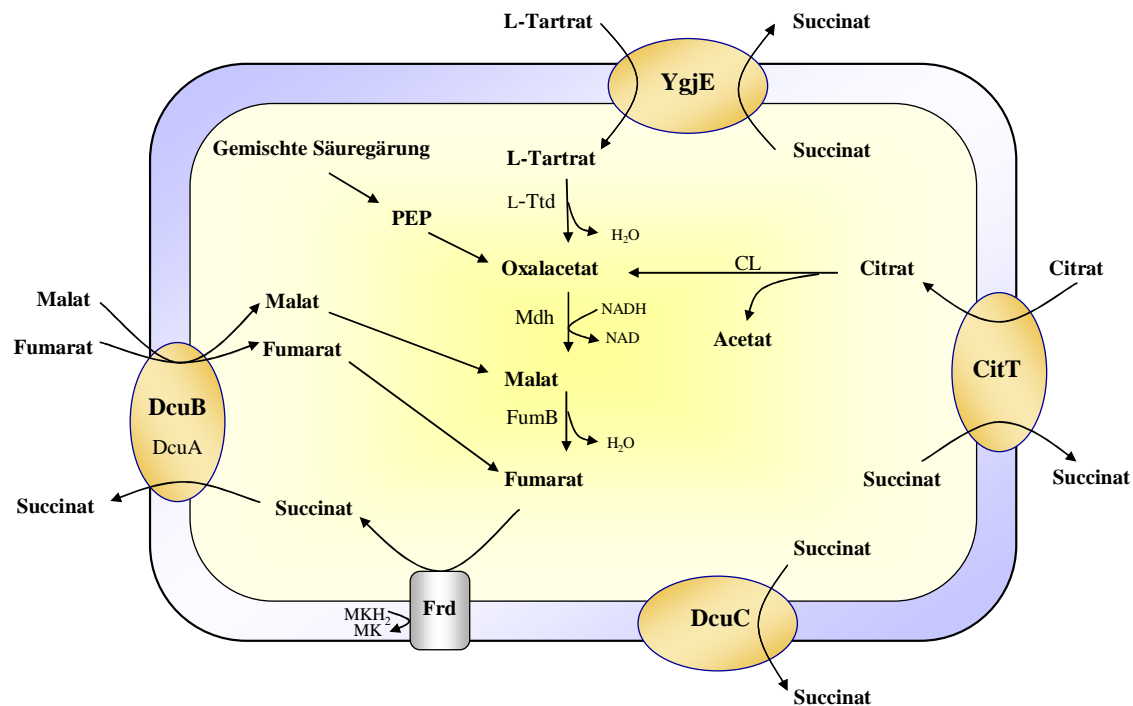 L-Tartrat
Succinat
YgjE
Gemischte Säuregärung
L-Tartrat
Succinat
L-Ttd
PEP
H2O
Oxalacetat
CL
Citrat
Citrat
Malat
Malat
Mdh
NADH
NAD
Acetat
Fumarat
Fumarat
Malat
CitT
DcuB
FumB
DcuA
H2O
Fumarat
Succinat
Succinat
Succinat
Succinat
Succinat
Frd
MKH2
MK
DcuC
Succinat